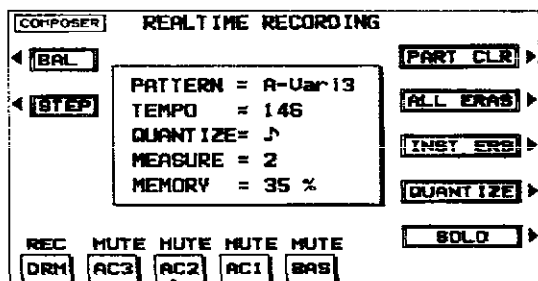 COMPOSER REALTIME RECORDING
BAL
STEP
PATTERN = A-Vari3
TEMPO = 146
QUANTIZE= ♪
MEASURE = 2
MEMORY = 35 %
PART CLR
ALL ERAS
INST ERS
QUANTIZE
SOLO
REC MUTE MUTE MUTE MUTE
DRM AC3 AC2 AC1 BAS